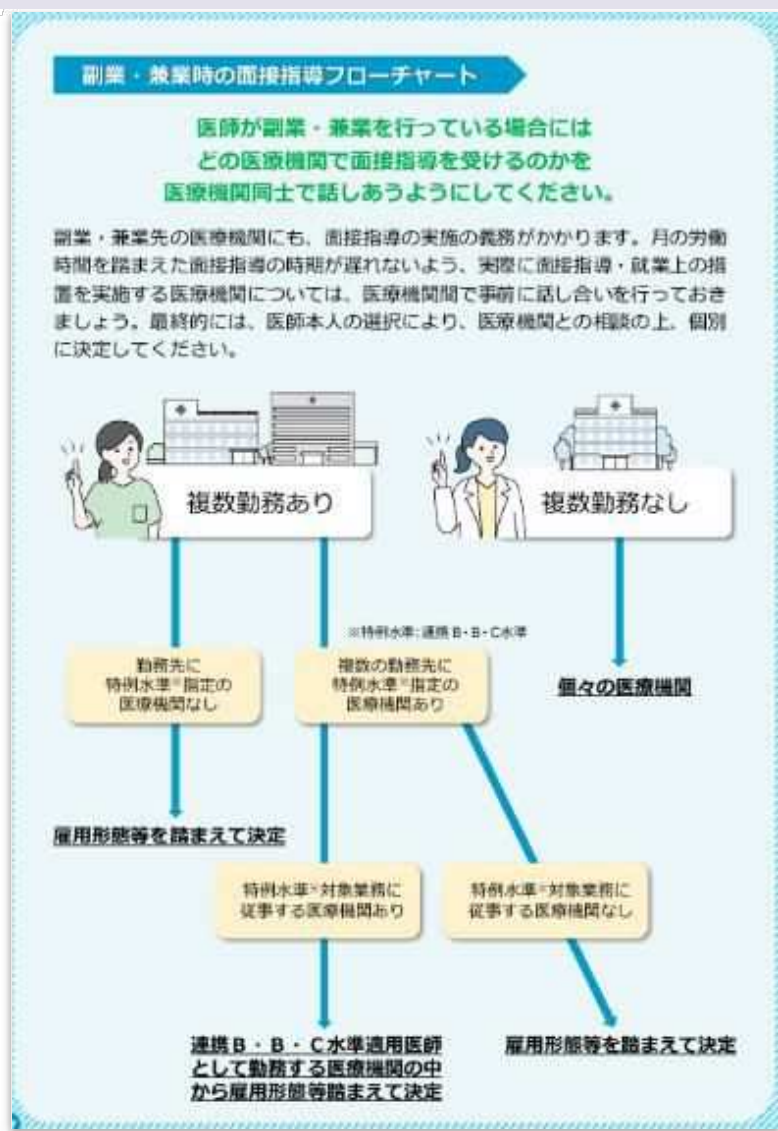 副業・兼業時の面接指導フローチャート
医師が副業・兼業を行っている場合には
どの医療機関で面接指導を受けるのかを
医療機関同士で話しあうようにしてください。
副業・兼業先の医療機関にも、面接指導の実施の義務がかかります。月の労働
時間を踏まえた面接指導の時期が遅れないよう、実際に面接指導・就業上の措
置を実施する医療機関については、医療機関間で事前に話し合いを行っておき
ましょう。最終的には、医師本人の選択により、医療機関との相談の上、個別
に決定してください。
複数勤務あり
複数勤務なし
※特例水準:連携B・B・C水準
勤務先に
特例水準※指定の
医療機関なし
複数の勤務先に
特例水準※指定の
医療機関あり
個々の医療機関
雇用形態等を踏まえて決定
特例水準※対象業務に
従事する医療機関あり
特例水準※対象業務に
従事する医療機関なし
連携B・B・C水準適用医師
として勤務する医療機関の中
から雇用形態等踏まえて決定
雇用形態等を踏まえて決定